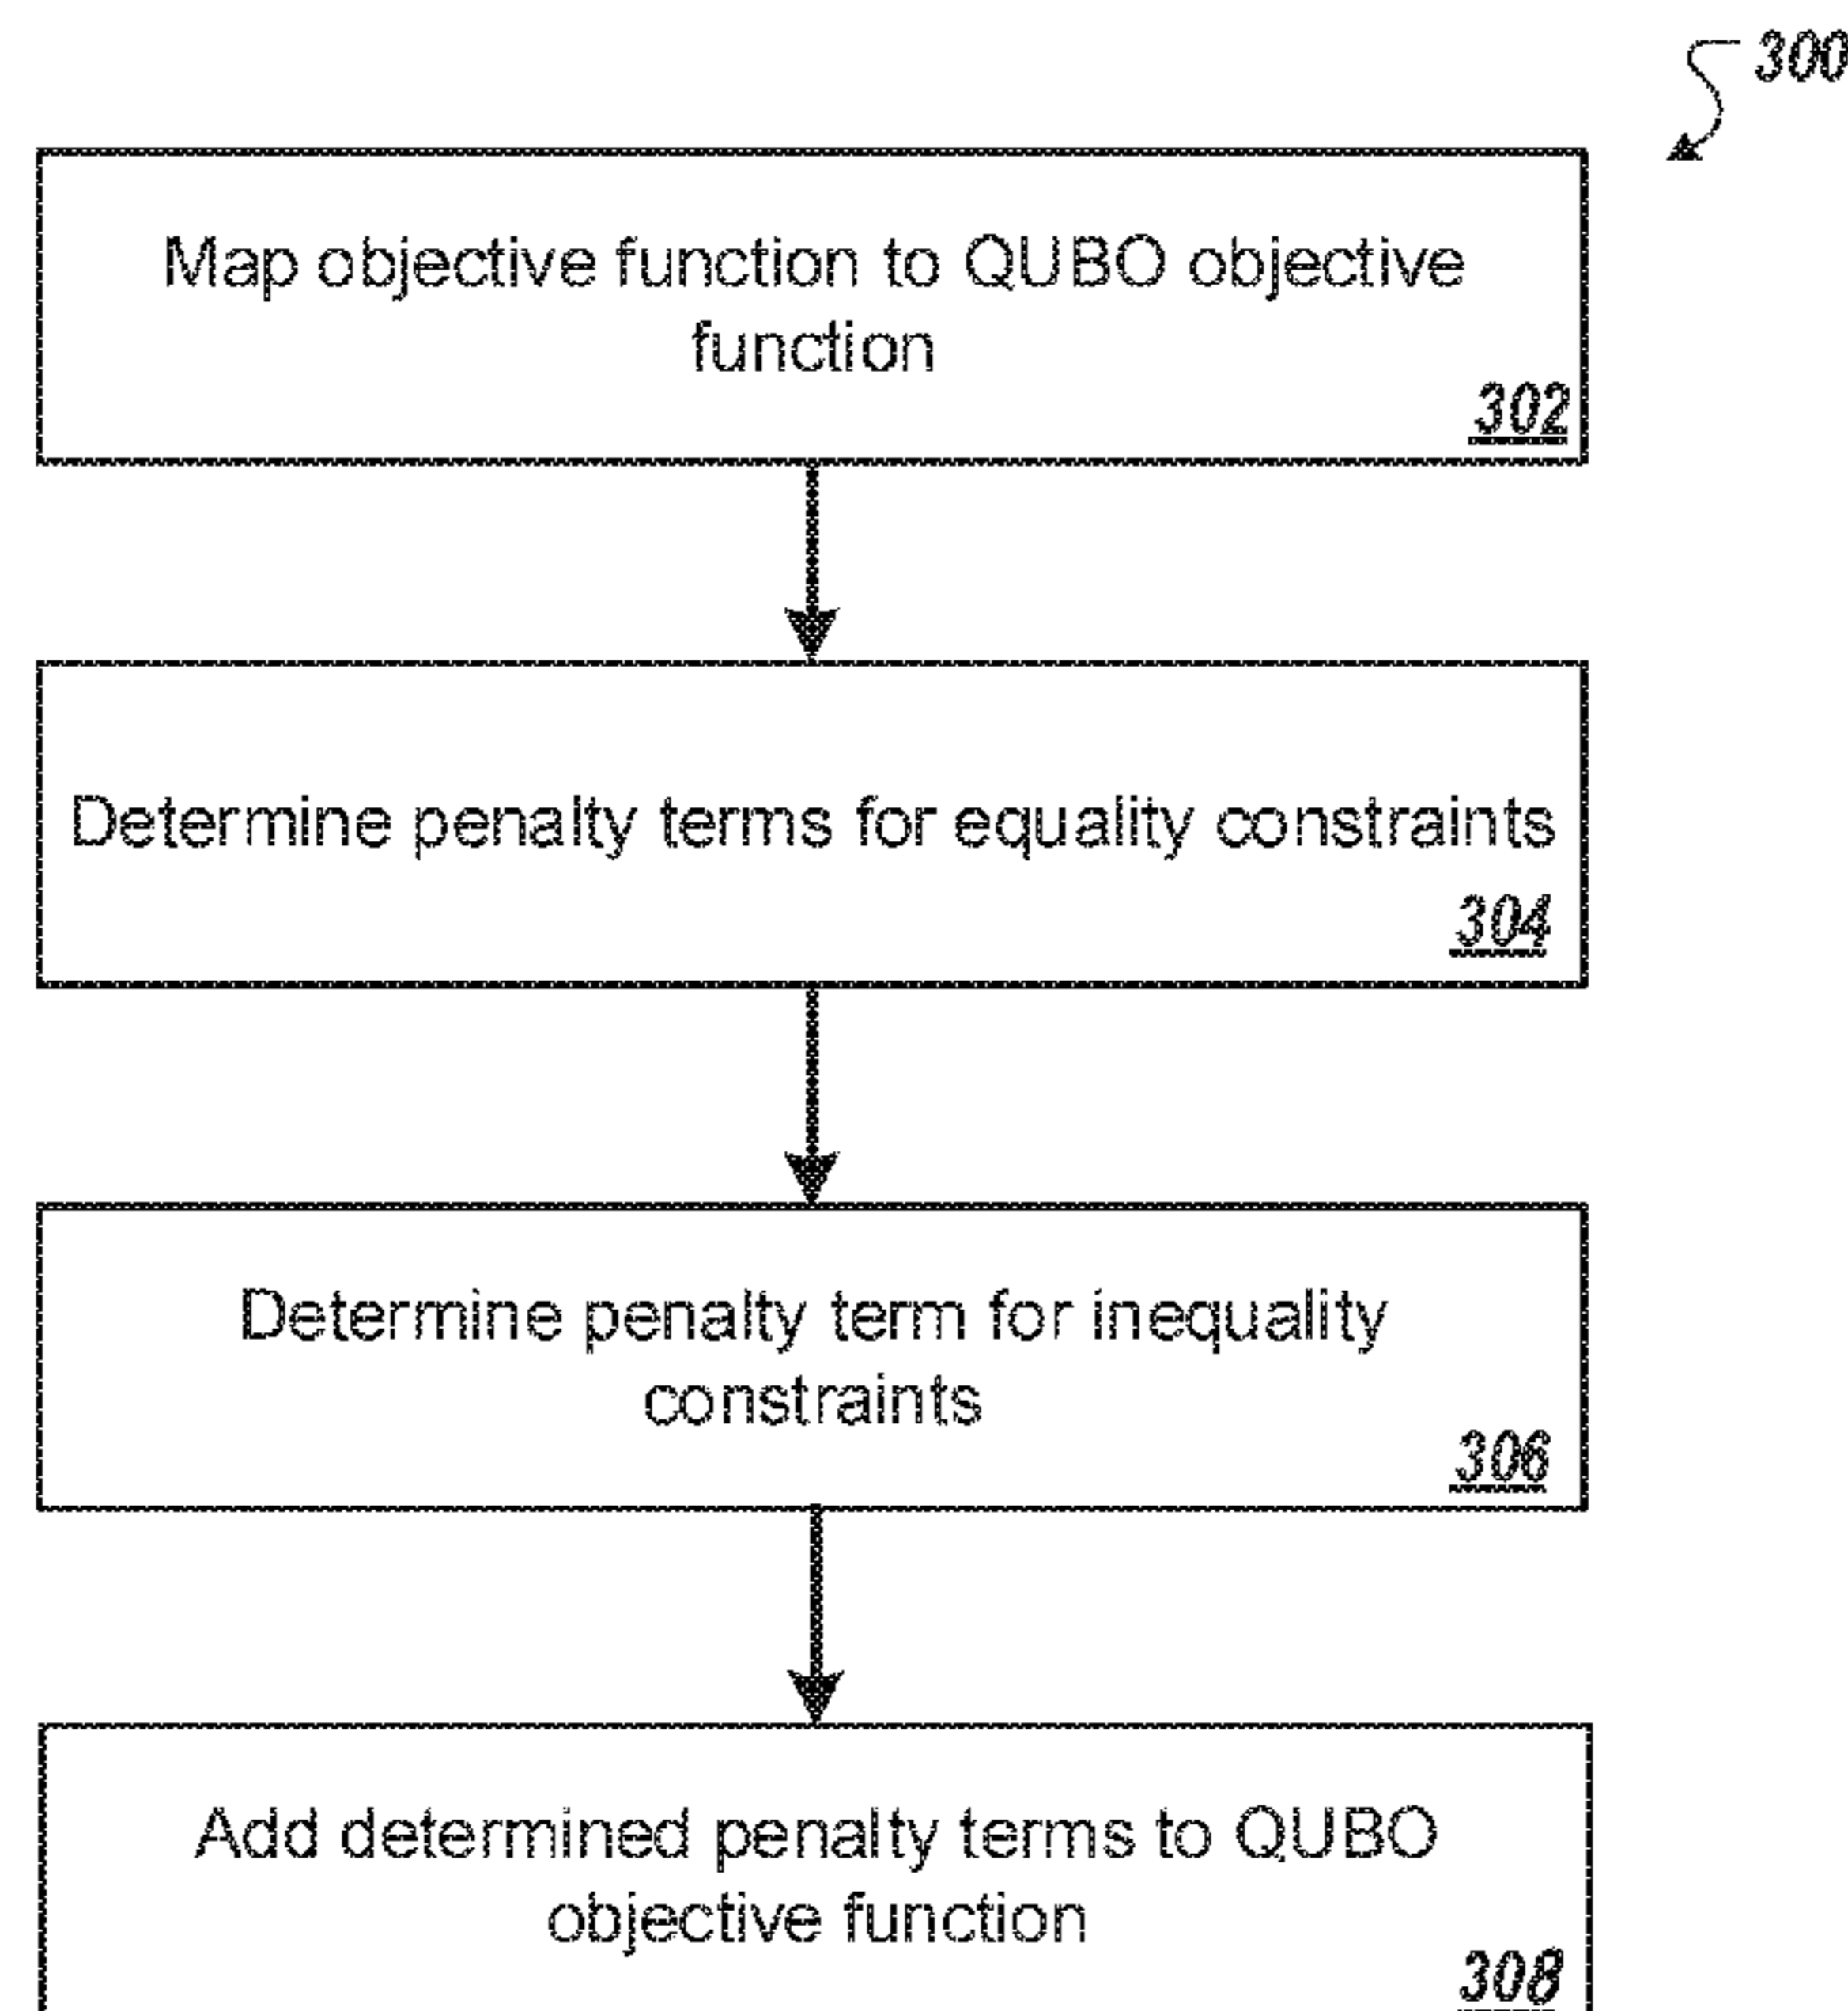 300
Map objective function to QUBO objective
function
302
Determine penalty terms for equality constraints
304
Determine penalty term for inequality
constraints
306
Add determined penalty terms to QUBO
objective function
308